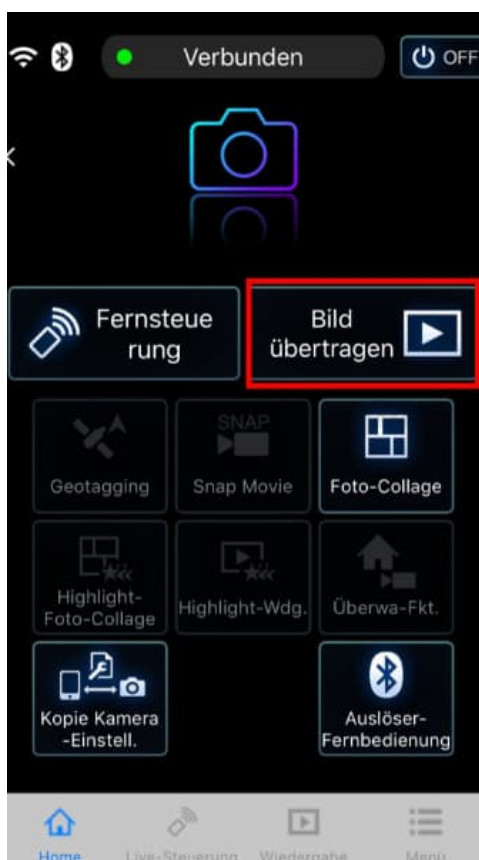 Verbunden
OFF
Fernsteue
rung
Bild
übertragen
SNAP
Geotagging
Snap Movie
Foto-Collage
Highlight-
Foto-Collage
Highlight-Wdg.
Überwa-Fkt.
Kopie Kamera
-Einstell.
Auslöser-
Fernbedienung
Home
Live-Steuerung
Wiedergabe
Menü